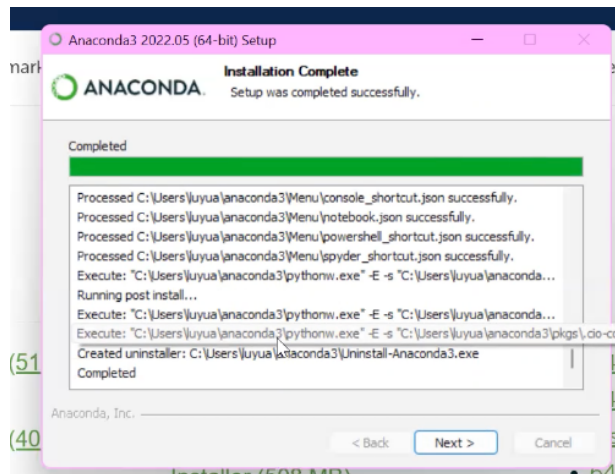 Anaconda3 2022.05 (64-bit) Setup
ANACONDA.
Installation Complete
Setup was completed successfully.
Completed
Processed C:\Users\luyua\anaconda3\Menu\console_shortcut.json successfully.
Processed C:\Users\luyua\anaconda3\Menu\notebook.json successfully.
Processed C:\Users\luyua\anaconda3\Menu\powershell_shortcut.json successfully.
Processed C:\Users\luyua\anaconda3\Menu\spyder_shortcut.json successfully.
Execute: "C:\Users\luyua\anaconda3\pythonw.exe" -E -s "C:\Users\luyua\anaconda...
Running post install...
Execute: "C:\Users\luyua\anaconda3\pythonw.exe" -E -s "C:\Users\luyua\anaconda...
Execute: "C:\Users\luyua\anaconda3\pythonw.exe" -E -s "C:\Users\luyua\anaconda3\pkgs\.cio-co
Created uninstaller: C:\Users\luyua\anaconda3\Uninstall-Anaconda3.exe
Completed
(51
Anaconda, Inc.
(40
< Back Next > Cancel